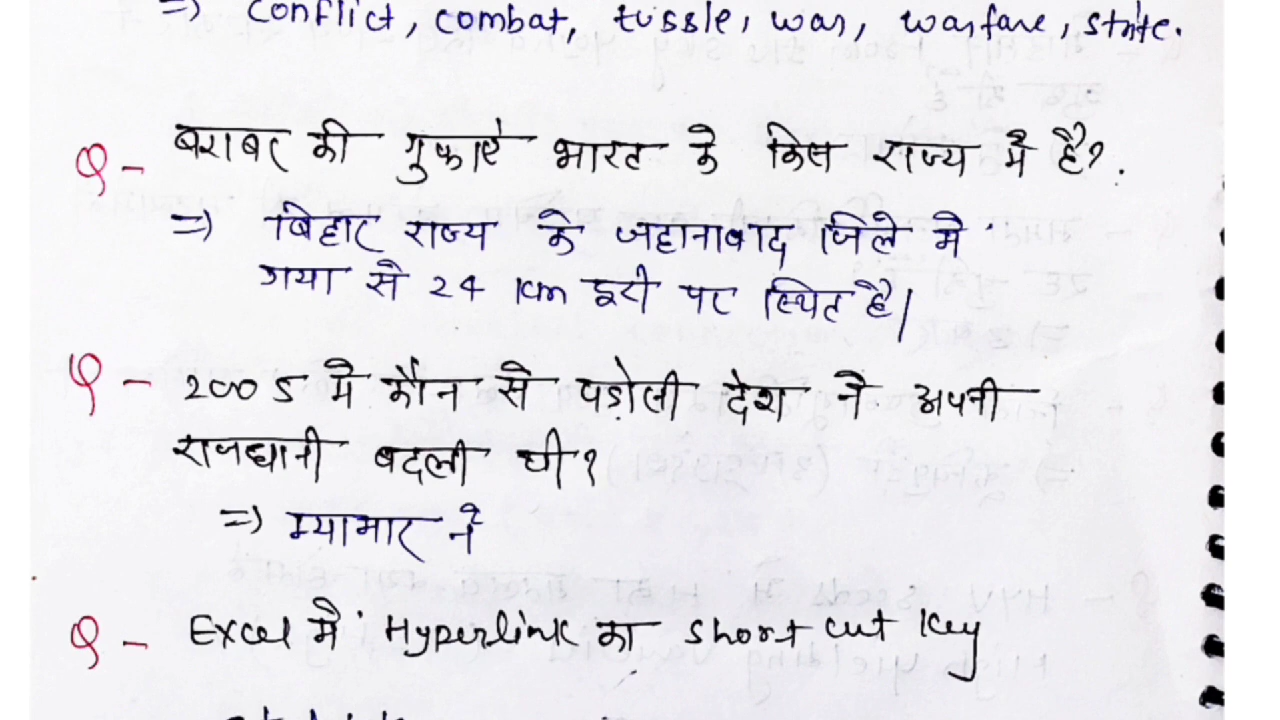 =) Conflict, combat, tussle, war, warfare, strife.
Q - बराबर की गुफाऐ भारत के किस राज्य मे है?.
=) बिहार राज्य के जहानाबाद जिले मे
गया से 24 km दूरी पर स्थित है।
Q - 2005 मे कौन से पड़ोसी देश ने अपनी
राजधानी बदली थी?
=) म्यामार ने
Q - Excel मे Hyperlink का short cut key